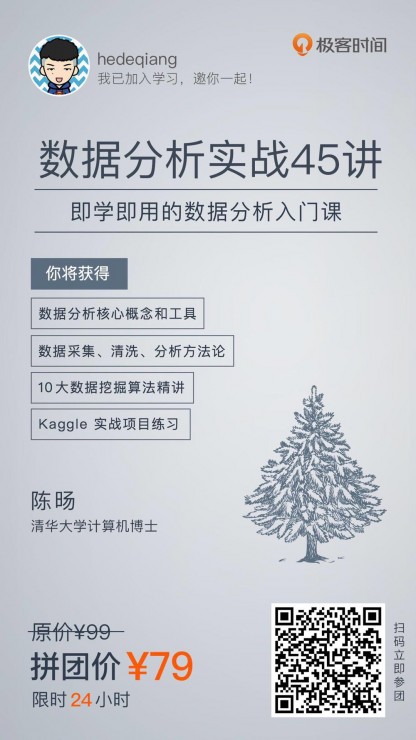 hedeqiang
我已加入学习，邀你一起！
极客时间
数据分析实战45讲
即学即用的数据分析入门课
你将获得
数据分析核心概念和工具
数据采集、清洗、分析方法论
10大数据挖掘算法精讲
Kaggle 实战项目练习
陈旸
清华大学计算机博士
原价¥99
拼团价¥79
限时24小时
扫码立即参团